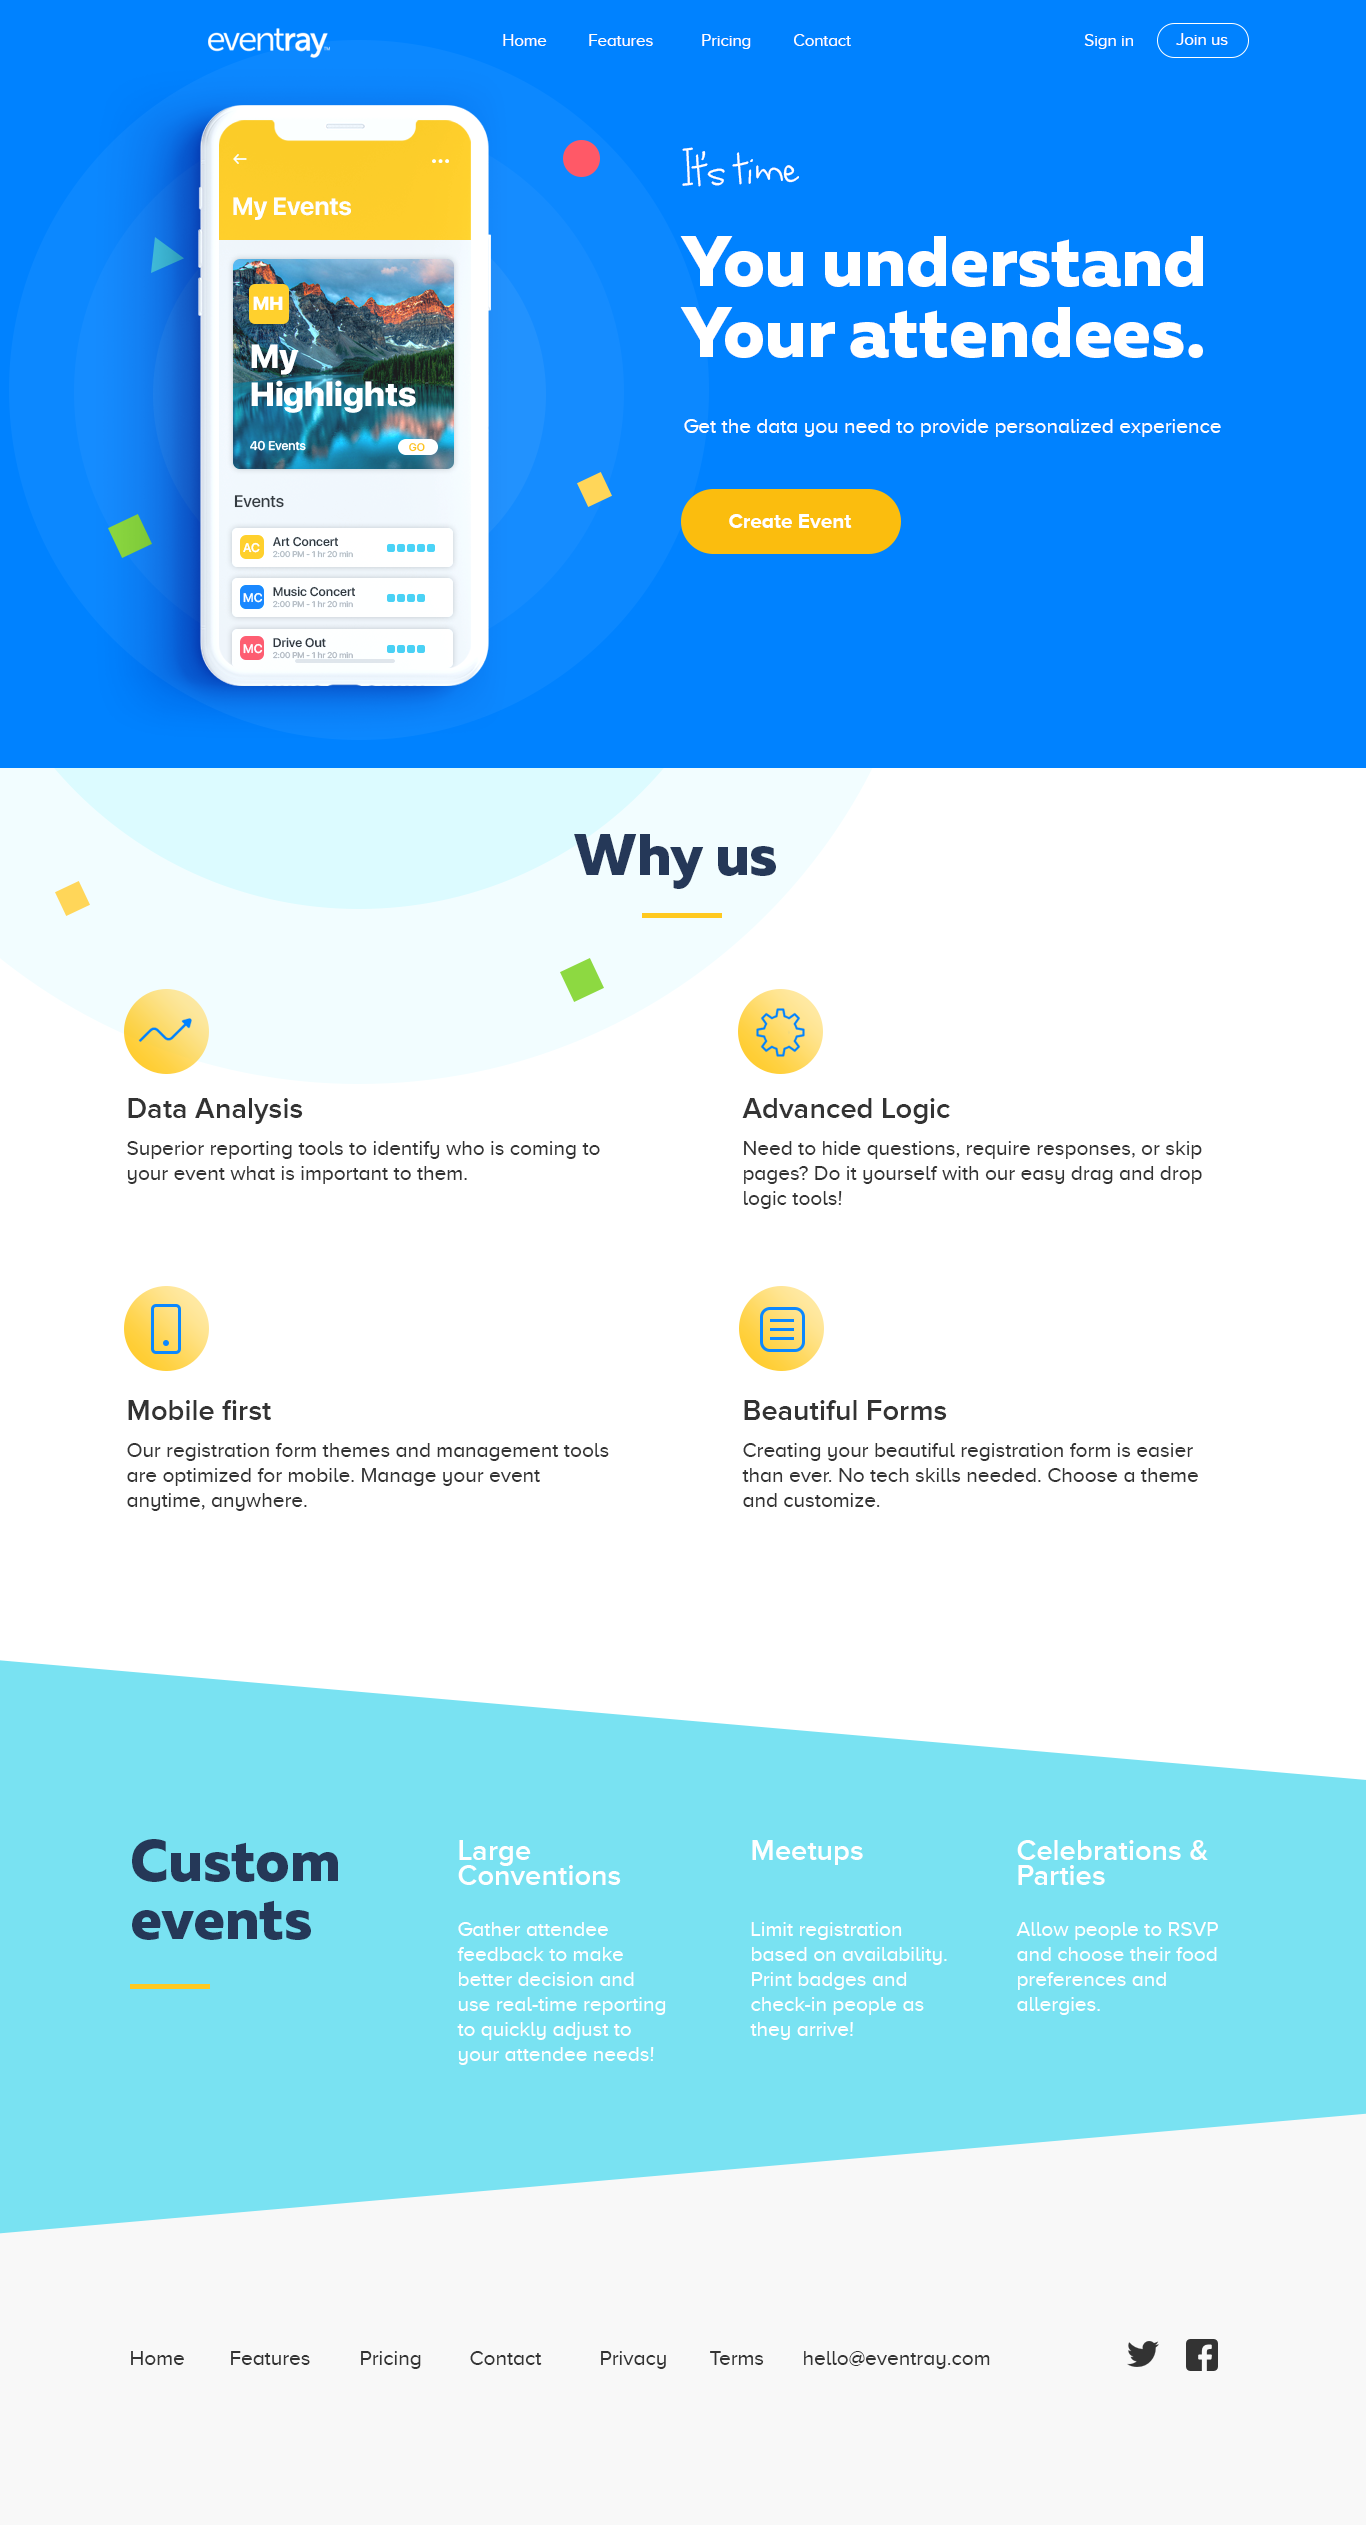 eventray™
Home Features Pricing Contact Sign in Join us
My Events
MH
My
Highlights
40 Events GO
Events
AC Art Concert
2:00 PM - 1 hr 20 min
MC Music Concert
2:00 PM - 1 hr 20 min
MC Drive Out
2:00 PM - 1 hr 20 min
It's time
You understand
Your attendees.
Get the data you need to provide personalized experience
Create Event
Why us
Data Analysis
Superior reporting tools to identify who is coming to
your event what is important to them.
Advanced Logic
Need to hide questions, require responses, or skip
pages? Do it yourself with our easy drag and drop
logic tools!
Mobile first
Our registration form themes and management tools
are optimized for mobile. Manage your event
anytime, anywhere.
Beautiful Forms
Creating your beautiful registration form is easier
than ever. No tech skills needed. Choose a theme
and customize.
Custom
events
Large
Conventions
Gather attendee
feedback to make
better decision and
use real-time reporting
to quickly adjust to
your attendee needs!
Meetups
Limit registration
based on availability.
Print badges and
check-in people as
they arrive!
Celebrations &
Parties
Allow people to RSVP
and choose their food
preferences and
allergies.
Home Features Pricing Contact Privacy Terms hello@eventray.com